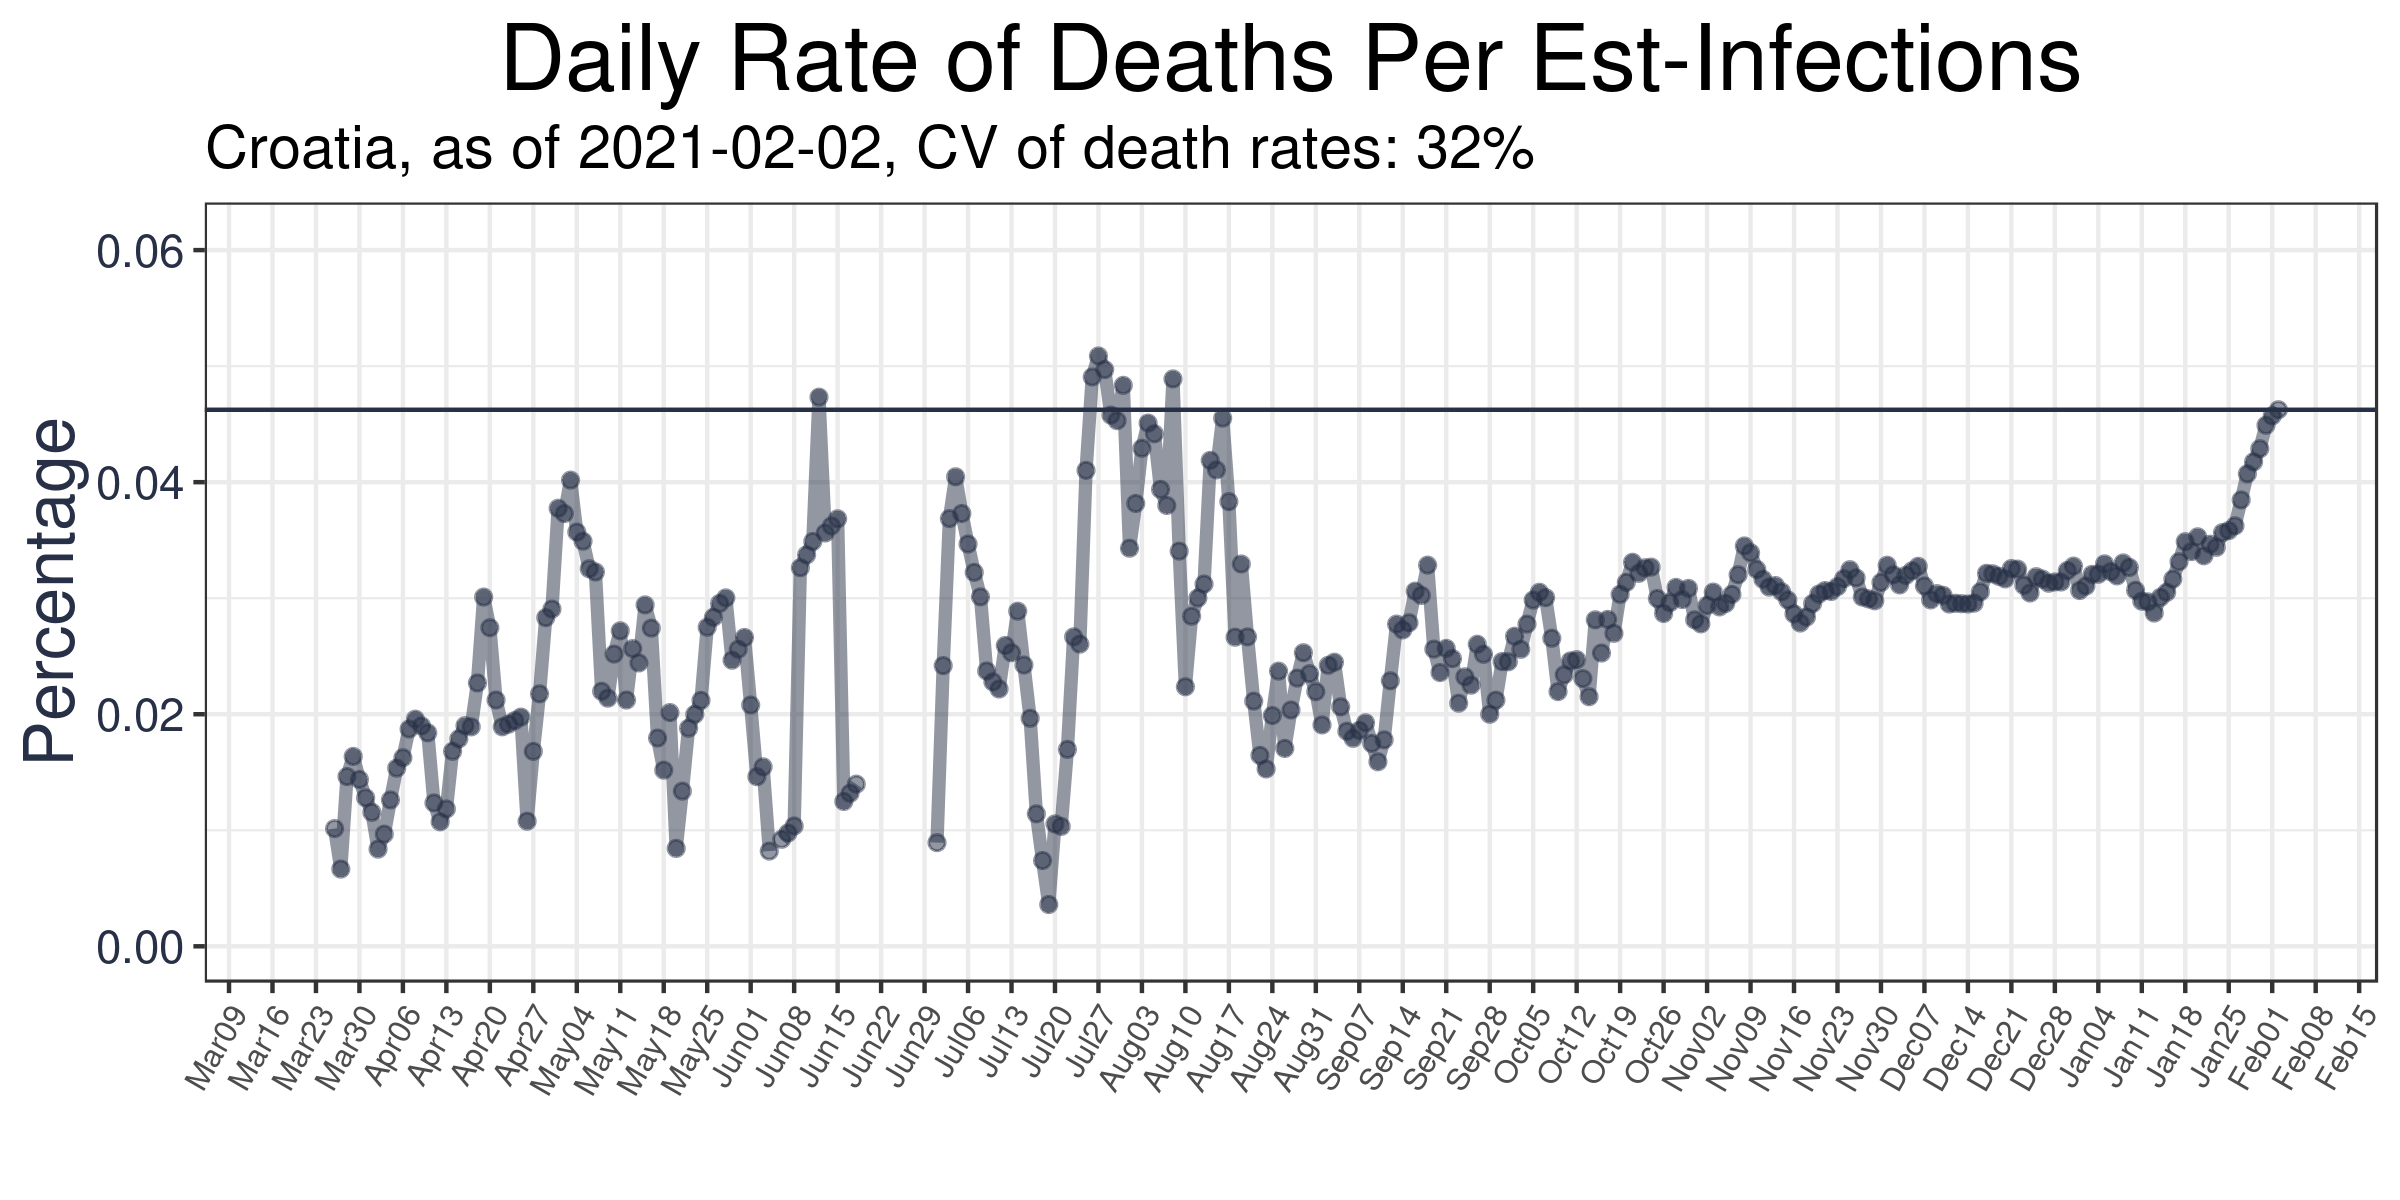 Daily Rate of Deaths Per Est-Infections
Croatia, as of 2021-02-02, CV of death rates: 32%
Percentage
0.06
0.04
0.02
0.00
Mar09
Mar16
Mar23
Mar30
Apr06
Apr13
Apr20
Apr27
May04
May11
May18
May25
Jun01
Jun08
Jun15
Jun22
Jun29
Jul06
Jul13
Jul20
Jul27
Aug03
Aug10
Aug17
Aug24
Aug31
Sep07
Sep14
Sep21
Sep28
Oct05
Oct12
Oct19
Oct26
Nov02
Nov09
Nov16
Nov23
Nov30
Dec07
Dec14
Dec21
Dec28
Jan04
Jan11
Jan18
Jan25
Feb01
Feb08
Feb15